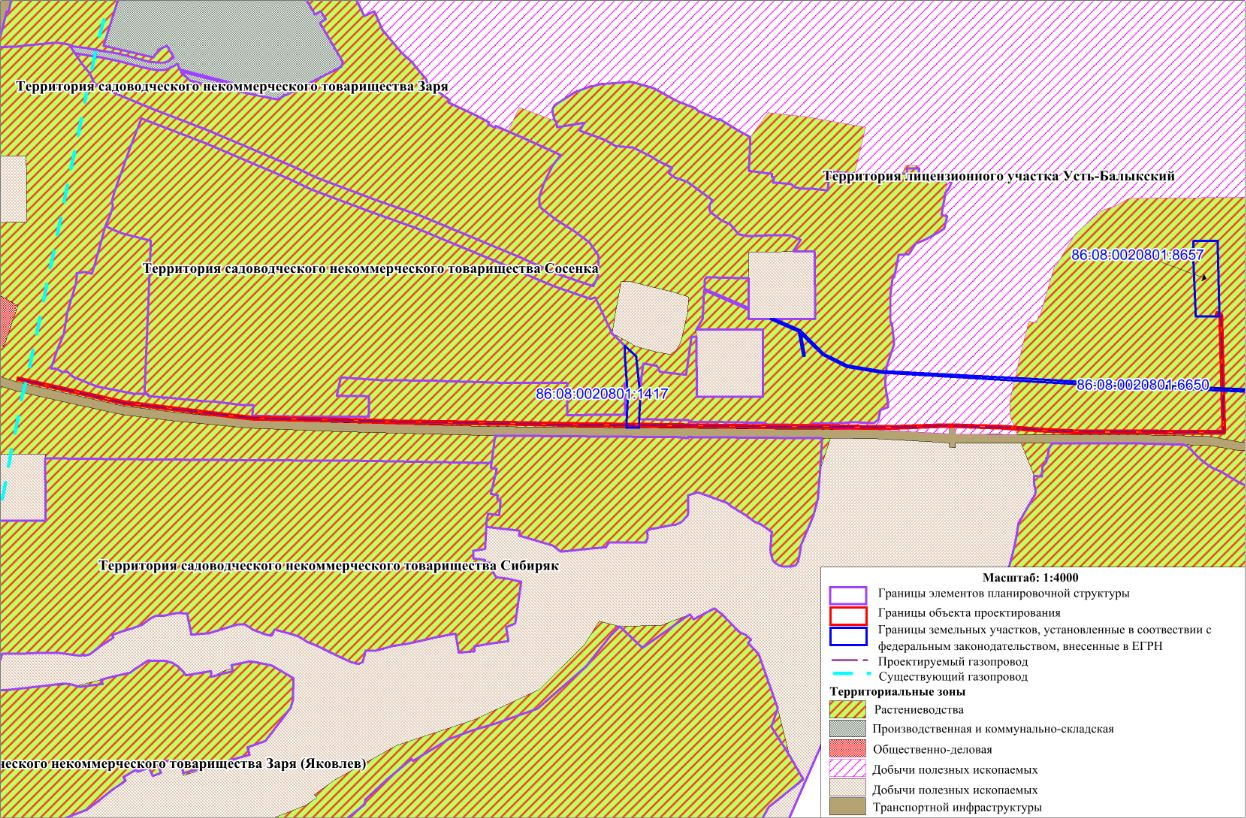 Территория садоводческого некоммерческого товарищества Заря
Территория лицензионного участка Усть-Балыкский
86:08:0020801:8657
Территория садоводческого некоммерческого товарищества Сосенка
86:08:0020801:6650
86:08:0020801:1417
Территория садоводческого некоммерческого товарищества Сибиряк
ческого некоммерческого товарищества Заря (Яковлев)
Масштаб: 1:4000
Границы элементов планировочной структуры
Границы объекта проектирования
Границы земельных участков, установленные в соотвествии с
федеральным законодательством, внесенные в ЕГРН
Проектируемый газопровод
Существующий газопровод
Территориальные зоны
Растениеводства
Производственная и коммунально-складская
Общественно-деловая
Добычи полезных ископаемых
Добычи полезных ископаемых
Транспортной инфраструктуры